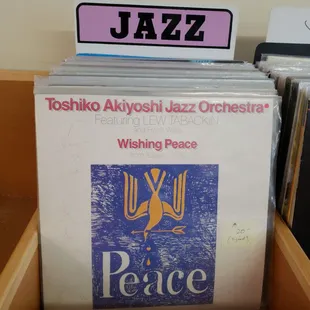 JAZZ
Toshiko Akiyoshi Jazz Orchestra
Featuring LEW TABACKIN
Wishing Peace
Peace